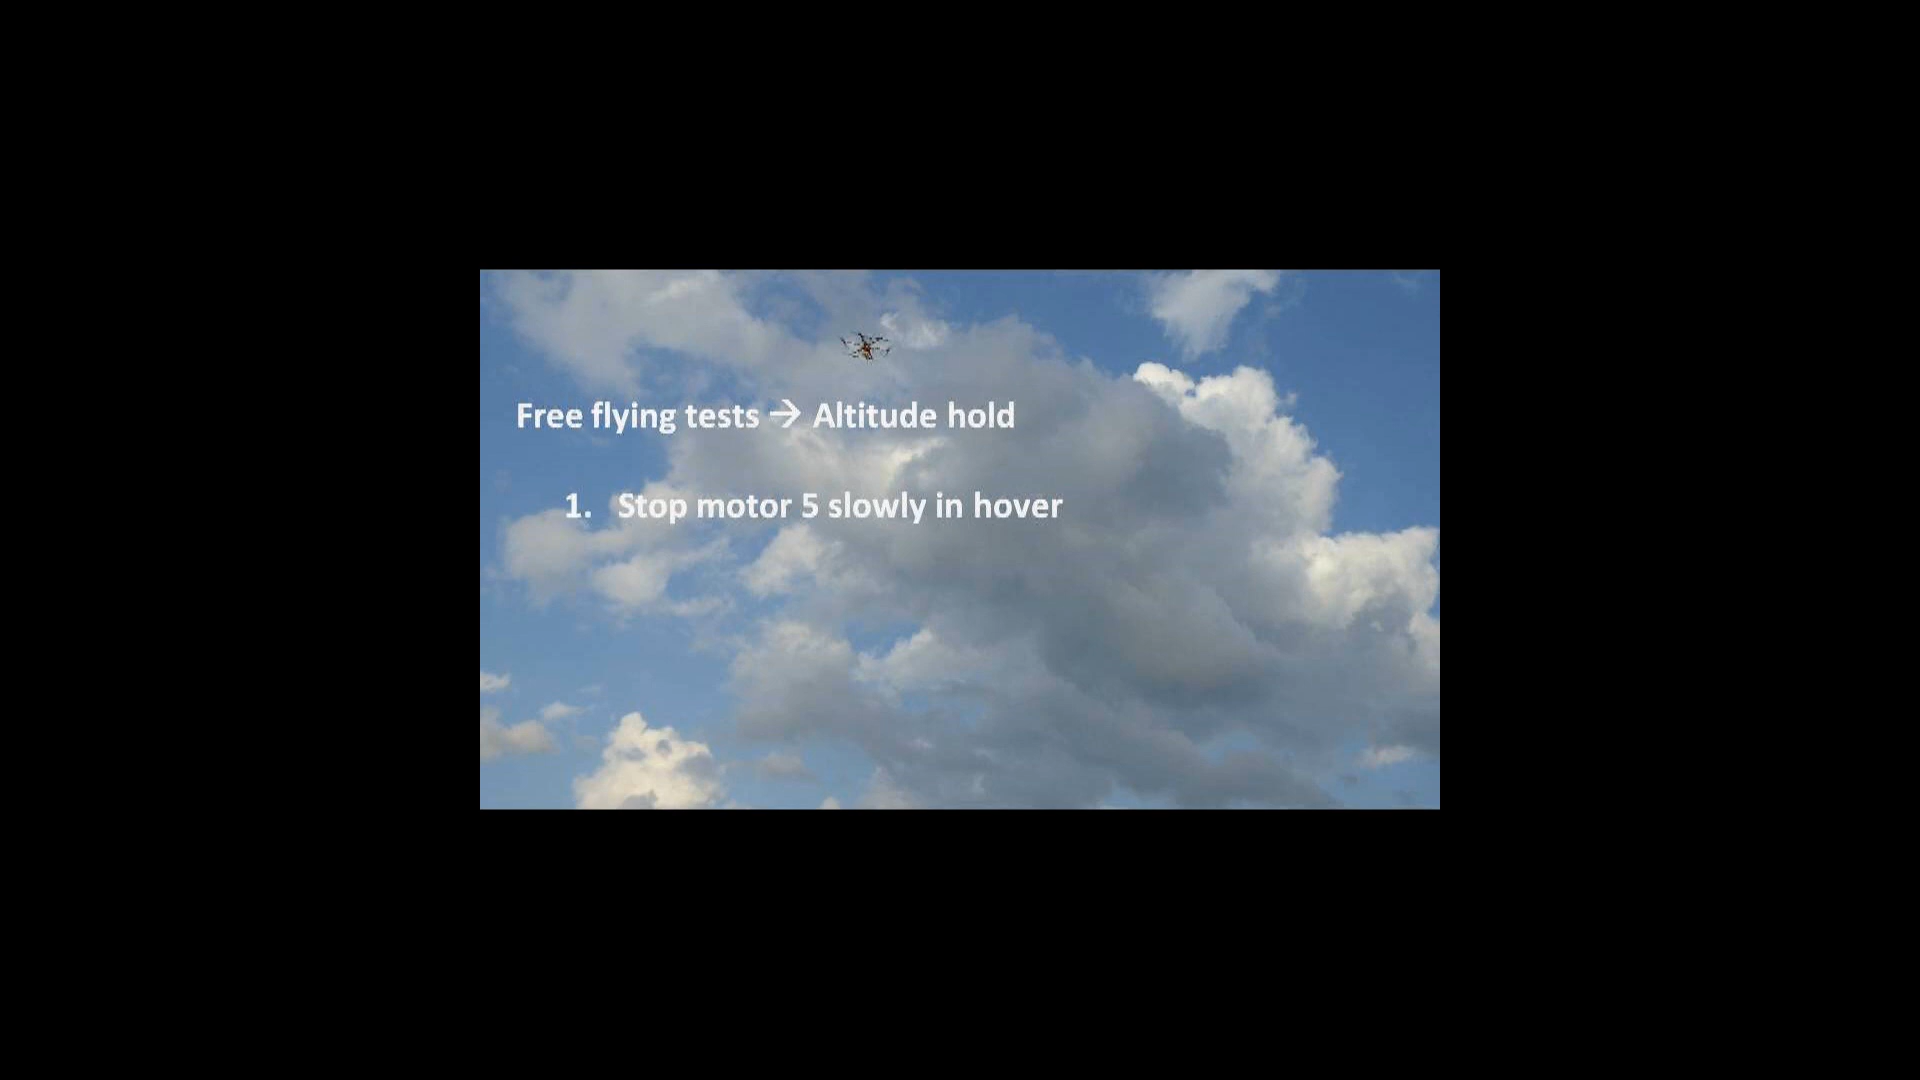 Free flying tests → Altitude hold
1. Stop motor 5 slowly in hover